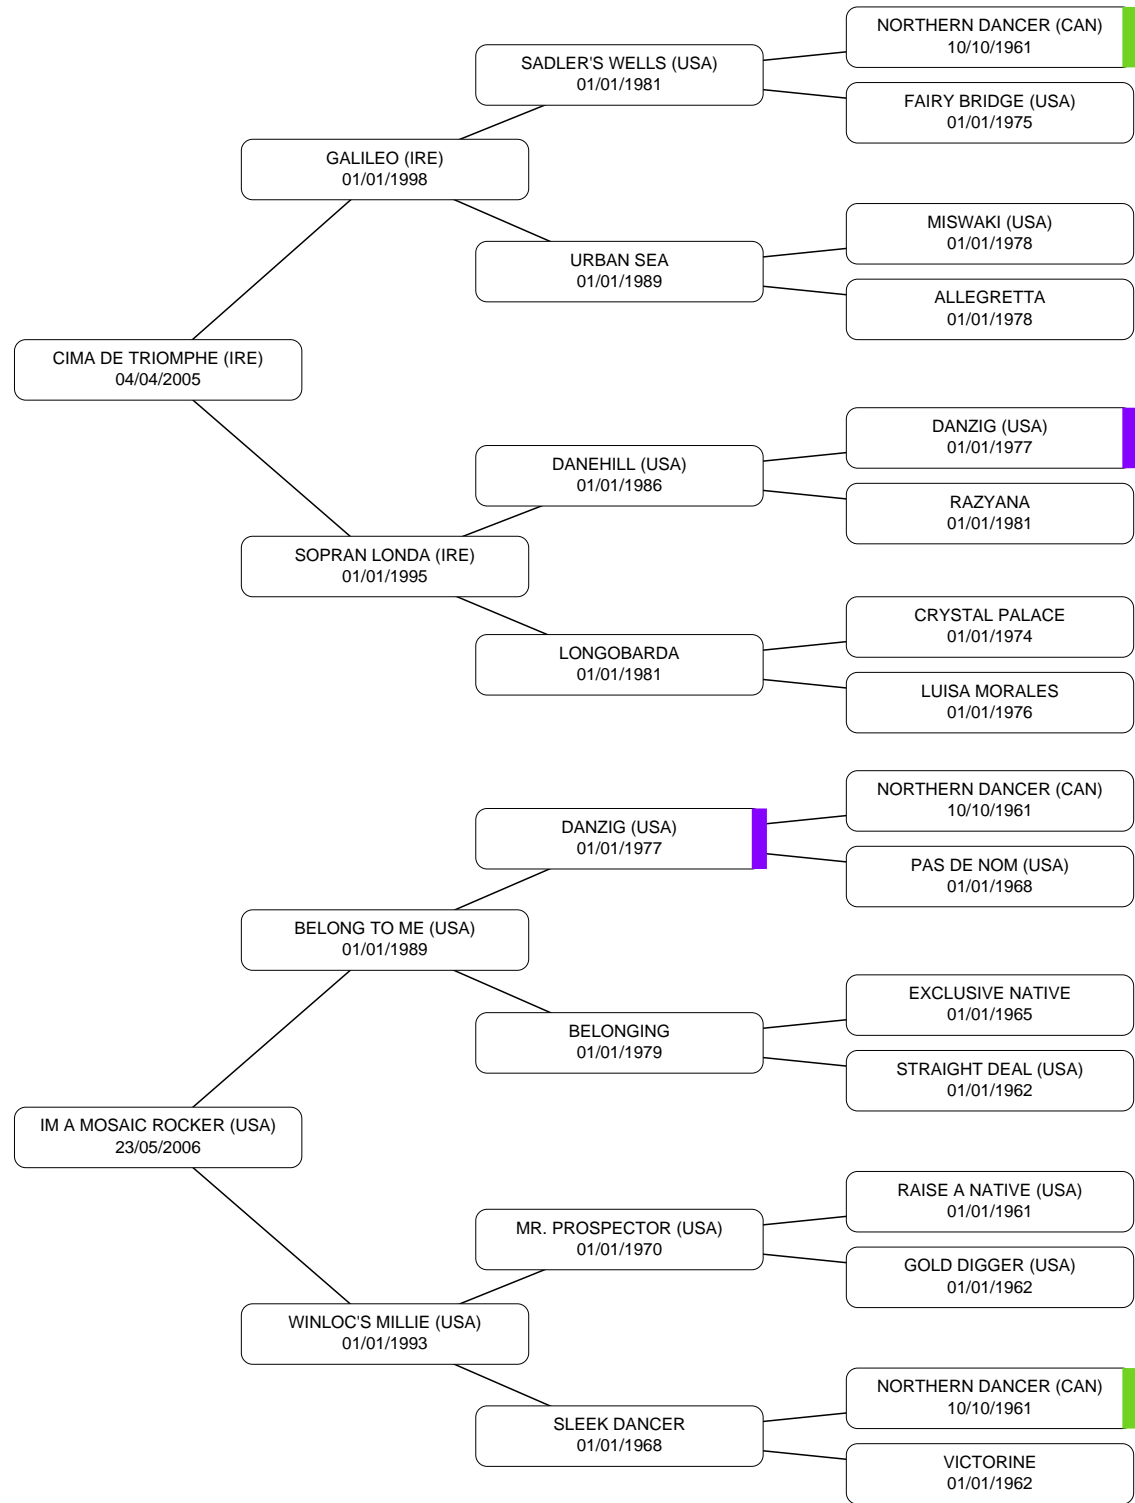 NORTHERN DANCER (CAN)
10/10/1961
SADLER'S WELLS (USA)
01/01/1981
FAIRY BRIDGE (USA)
01/01/1975
GALILEO (IRE)
01/01/1998
MISWAKI (USA)
01/01/1978
URBAN SEA
01/01/1989
ALLEGRETTA
01/01/1978
CIMA DE TRIOMPHE (IRE)
04/04/2005
DANZIG (USA)
01/01/1977
DANEHILL (USA)
01/01/1986
RAZYANA
01/01/1981
SOPRAN LONDA (IRE)
01/01/1995
CRYSTAL PALACE
01/01/1974
LONGOBARDA
01/01/1981
LUISA MORALES
01/01/1976
NORTHERN DANCER (CAN)
10/10/1961
DANZIG (USA)
01/01/1977
PAS DE NOM (USA)
01/01/1968
BELONG TO ME (USA)
01/01/1989
EXCLUSIVE NATIVE
01/01/1965
BELONGING
01/01/1979
STRAIGHT DEAL (USA)
01/01/1962
IM A MOSAIC ROCKER (USA)
23/05/2006
RAISE A NATIVE (USA)
01/01/1961
MR. PROSPECTOR (USA)
01/01/1970
GOLD DIGGER (USA)
01/01/1962
WINLOC'S MILLIE (USA)
01/01/1993
NORTHERN DANCER (CAN)
10/10/1961
SLEEK DANCER
01/01/1968
VICTORINE
01/01/1962